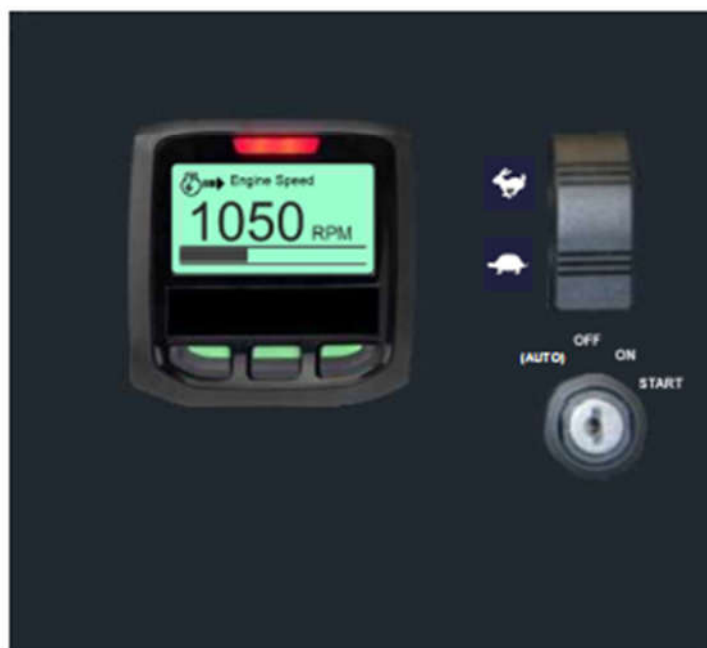 Engine Speed
1050 RPM
OFF
(AUTO)
ON
START